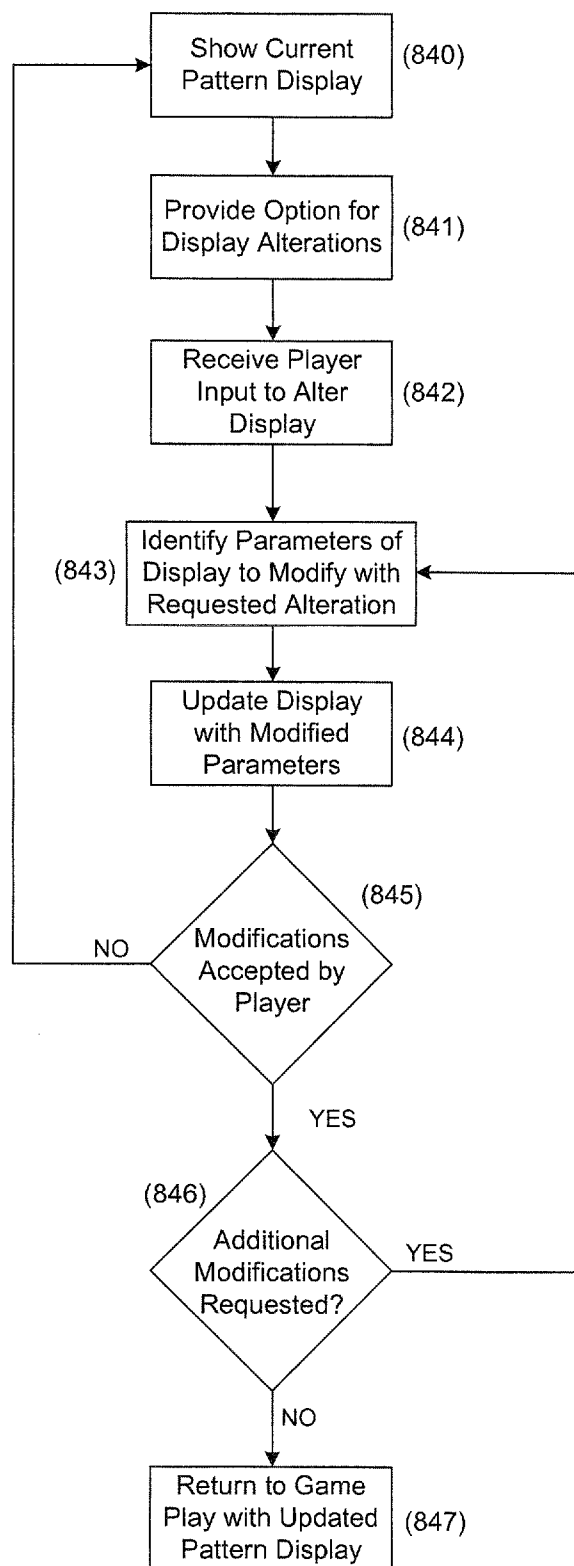 Show Current
Pattern Display
(840)
Provide Option for
Display Alterations
(841)
Receive Player
Input to Alter
Display
(842)
(843)
Identify Parameters of
Display to Modify with
Requested Alteration
Update Display
with Modified
Parameters
(844)
(845)
Modifications
Accepted by
Player
NO
YES
(846)
Additional
Modifications
Requested?
YES
NO
Return to Game
Play with Updated
Pattern Display
(847)